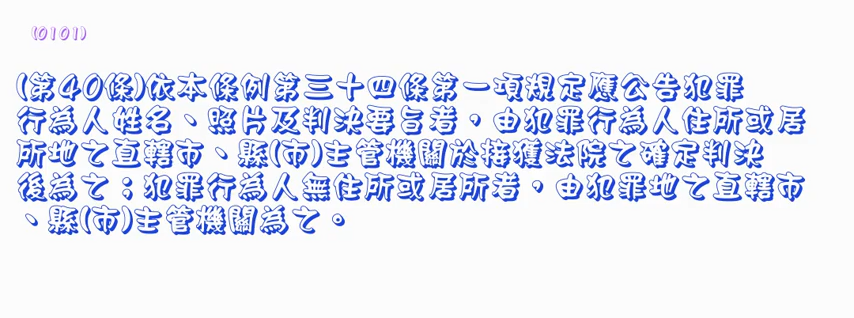 (0101)
(第40條)依本條例第三十四條第一項規定應公告犯罪
行為人姓名、照片及判決要旨者，由犯罪行為人住所或居
所地之直轄市、縣(市)主管機關於接獲法院之確定判決
後為之；犯罪行為人無住所或居所者，由犯罪地之直轄市
、縣(市)主管機關為之。